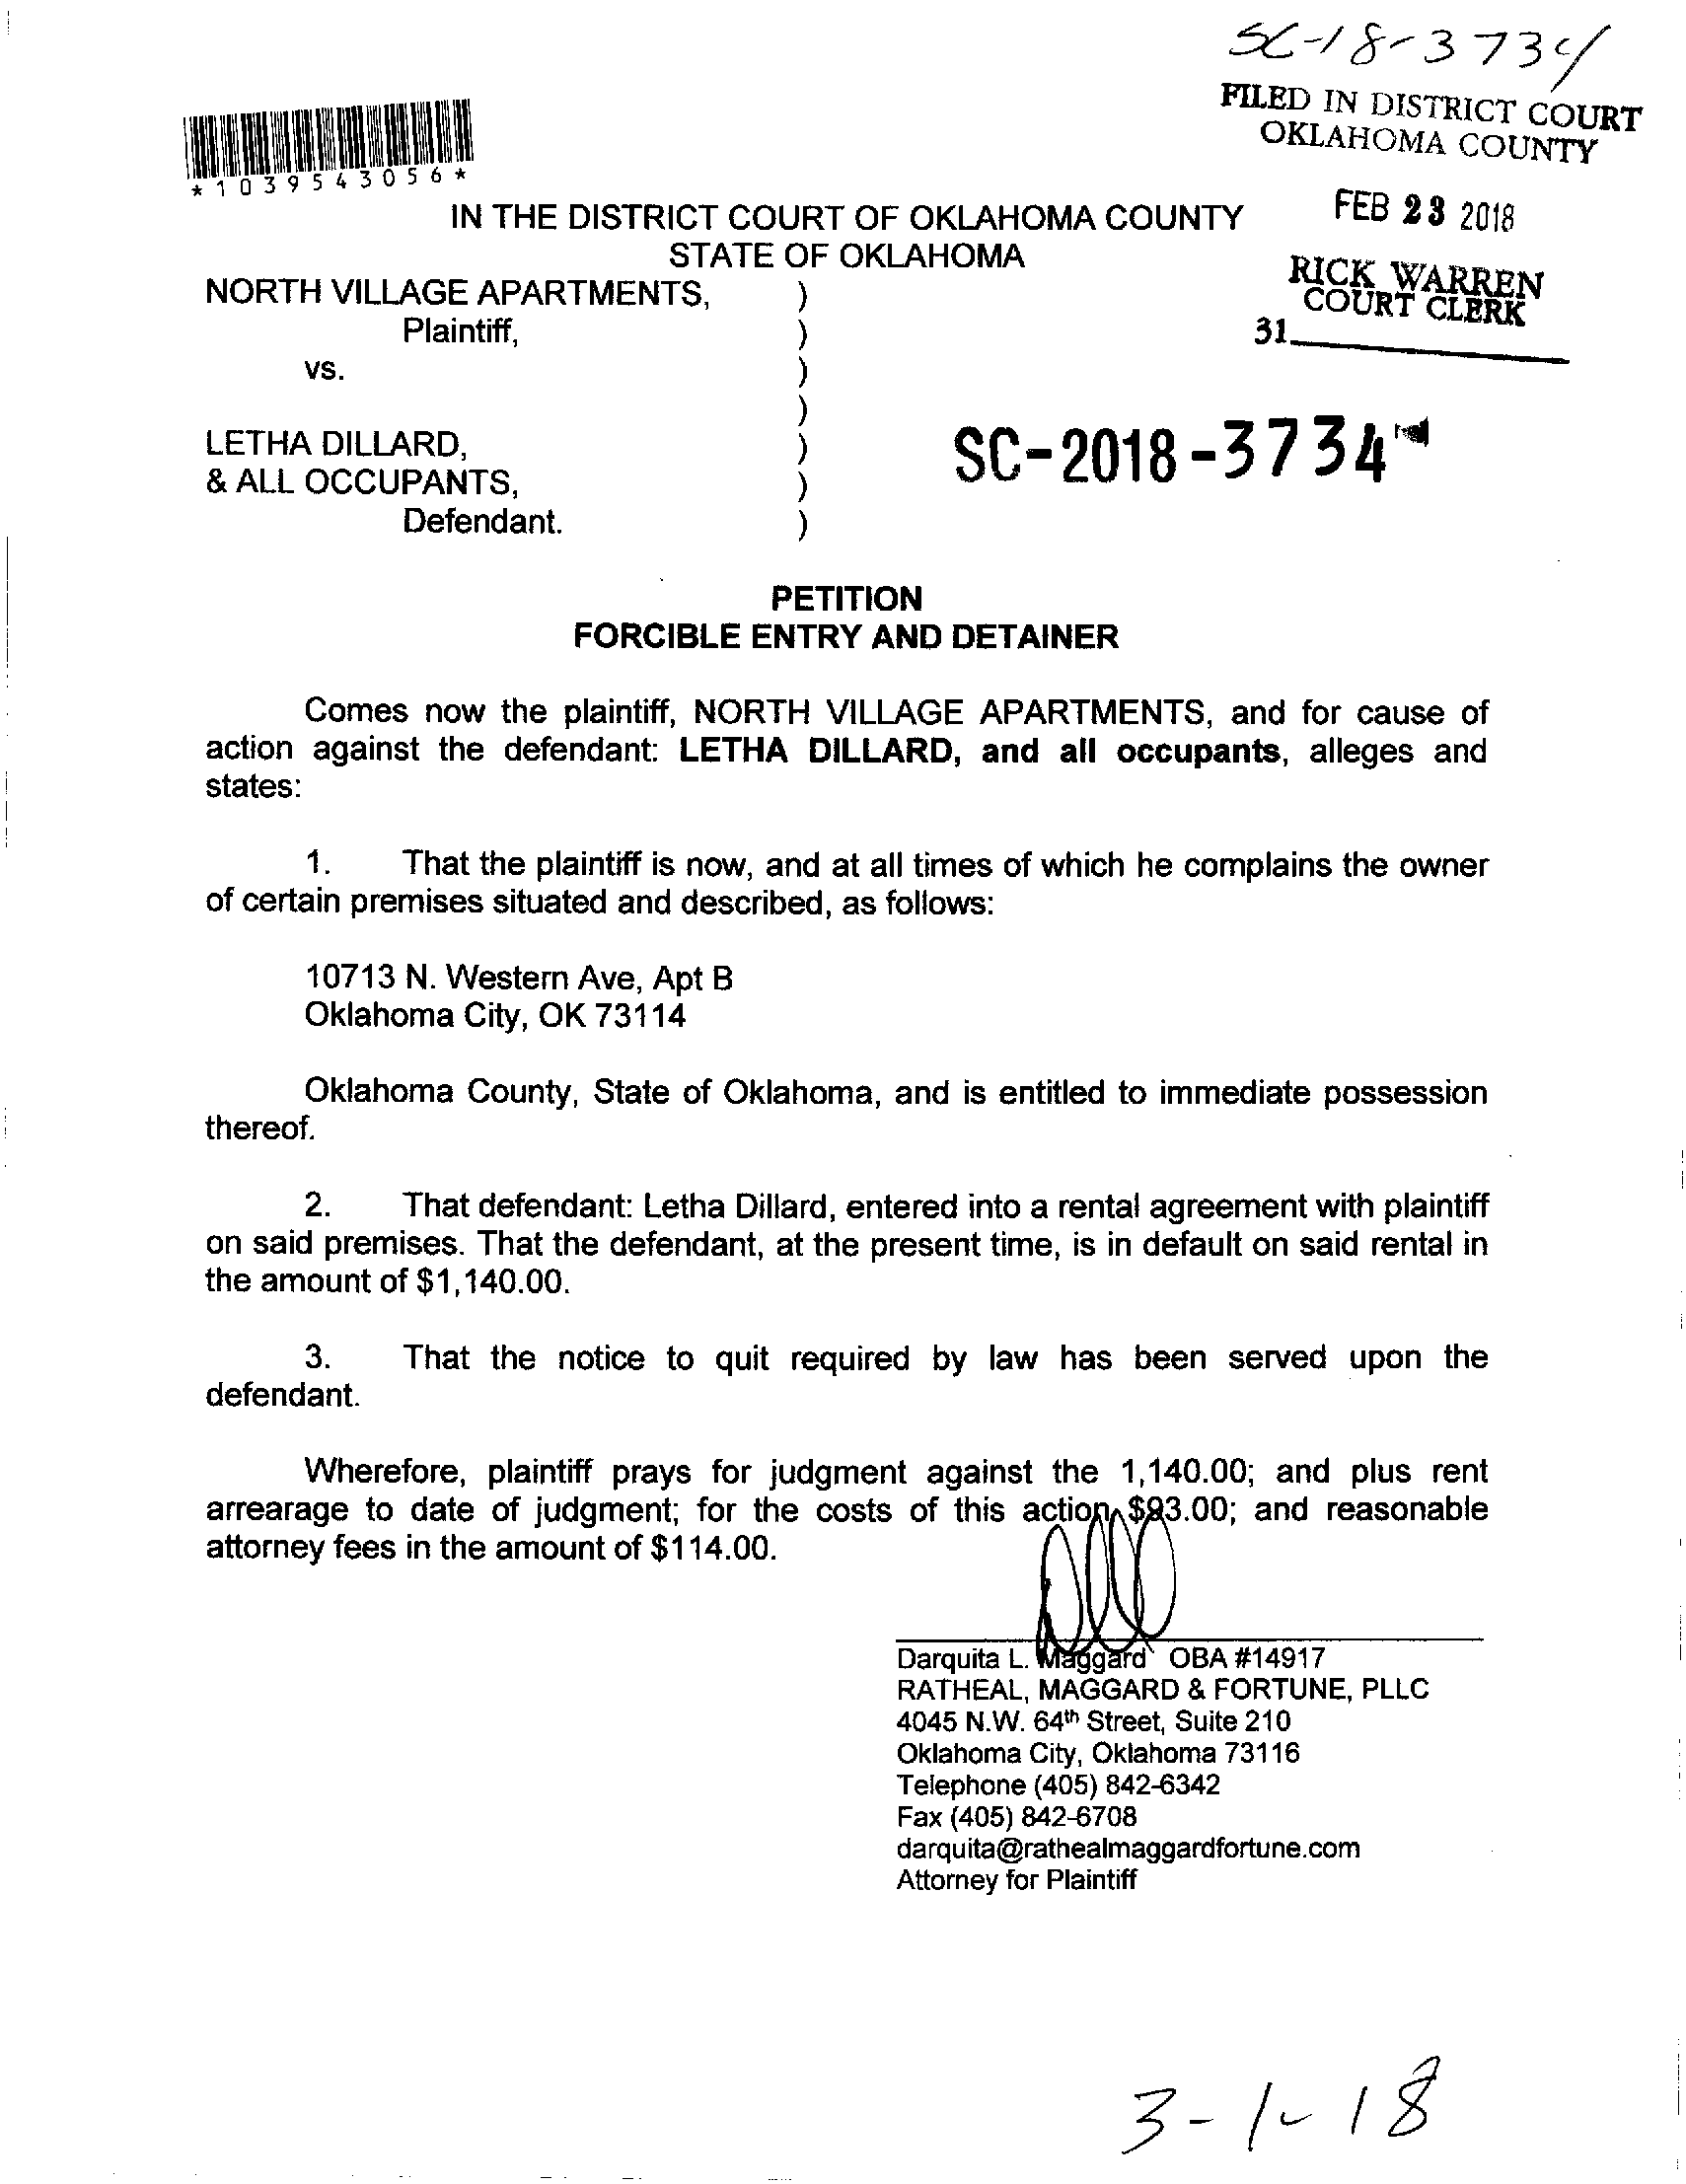 SC-18-3734
FILED IN DISTRICT COURT
OKLAHOMA COUNTY
*1039543056*
FEB 23 2018
IN THE DISTRICT COURT OF OKLAHOMA COUNTY
STATE OF OKLAHOMA
RICK WARREN
COURT CLERK
31
NORTH VILLAGE APARTMENTS, )
Plaintiff, )
vs. )
)
LETHA DILLARD, )
& ALL OCCUPANTS, )
Defendant. )
SC-2018-3734
PETITION
FORCIBLE ENTRY AND DETAINER
Comes now the plaintiff, NORTH VILLAGE APARTMENTS, and for cause of
action against the defendant: LETHA DILLARD, and all occupants, alleges and
states:
1. That the plaintiff is now, and at all times of which he complains the owner
of certain premises situated and described, as follows:
10713 N. Western Ave, Apt B
Oklahoma City, OK 73114
Oklahoma County, State of Oklahoma, and is entitled to immediate possession
thereof.
2. That defendant: Letha Dillard, entered into a rental agreement with plaintiff
on said premises. That the defendant, at the present time, is in default on said rental in
the amount of $1,140.00.
3. That the notice to quit required by law has been served upon the
defendant.
Wherefore, plaintiff prays for judgment against the 1,140.00; and plus rent
arrearage to date of judgment; for the costs of this action, $93.00; and reasonable
attorney fees in the amount of $114.00.
Darquita L. Maggard OBA #14917
RATHEAL, MAGGARD & FORTUNE, PLLC
4045 N.W. 64th Street, Suite 210
Oklahoma City, Oklahoma 73116
Telephone (405) 842-6342
Fax (405) 842-6708
darquita@rathealmaggardfortune.com
Attorney for Plaintiff
3-1-18